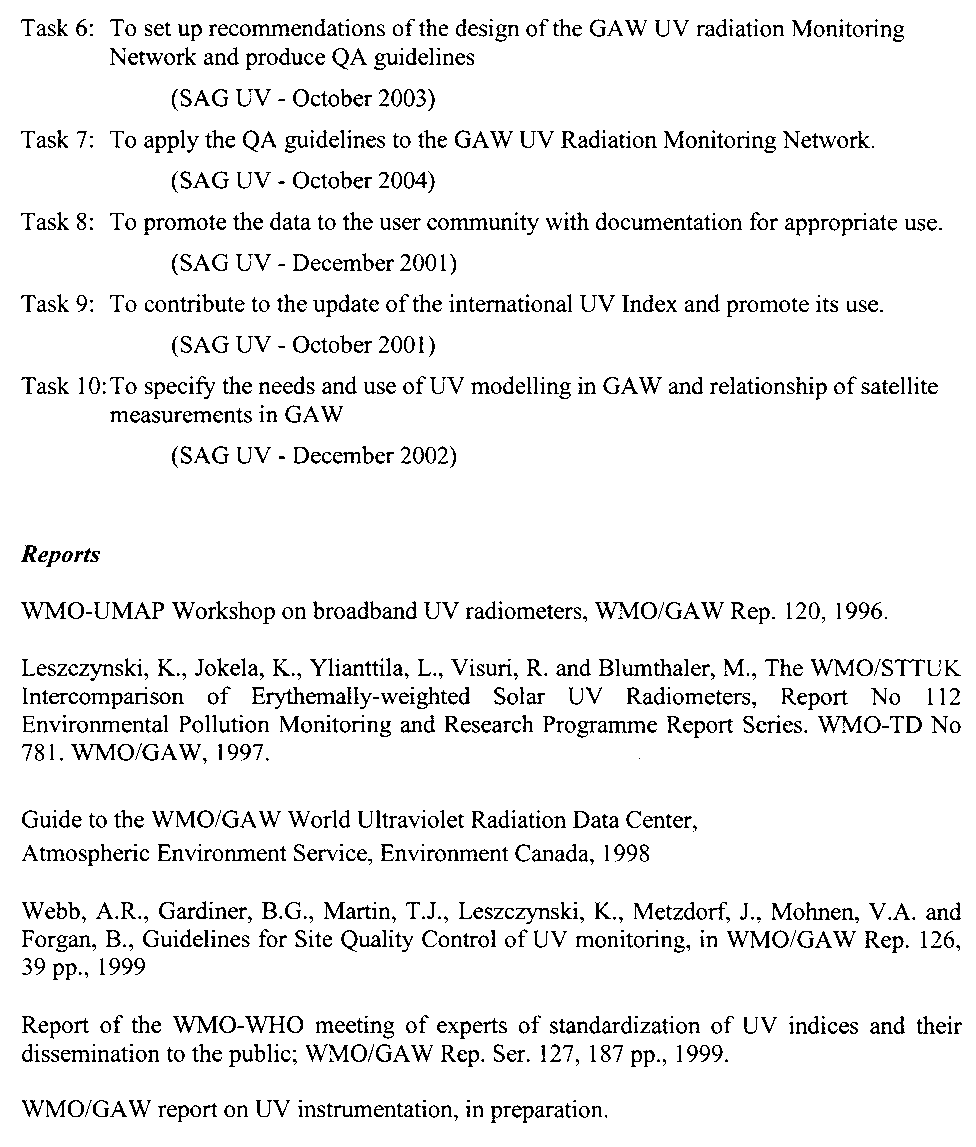 Task 6: To set up recommendations of the design of the GAW UV radiation Monitoring
Network and produce QA guidelines
(SAG UV - October 2003)
Task 7: To apply the QA guidelines to the GAW UV Radiation Monitoring Network.
(SAG UV - October 2004)
Task 8: To promote the data to the user community with documentation for appropriate use.
(SAG UV - December 2001)
Task 9: To contribute to the update of the international UV Index and promote its use.
(SAG UV - October 2001)
Task 10: To specify the needs and use of UV modelling in GAW and relationship of satellite
measurements in GAW
(SAG UV - December 2002)
Reports
WMO-UMAP Workshop on broadband UV radiometers, WMO/GAW Rep. 120, 1996.
Leszczynski, K., Jokela, K., Ylianttila, L., Visuri, R. and Blumthaler, M., The WMO/STTUK
Intercomparison of Erythemally-weighted Solar UV Radiometers, Report No 112
Environmental Pollution Monitoring and Research Programme Report Series. WMO-TD No
781. WMO/GAW, 1997.
Guide to the WMO/GAW World Ultraviolet Radiation Data Center,
Atmospheric Environment Service, Environment Canada, 1998
Webb, A.R., Gardiner, B.G., Martin, T.J., Leszczynski, K., Metzdorf, J., Mohnen, V.A. and
Forgan, B., Guidelines for Site Quality Control of UV monitoring, in WMO/GAW Rep. 126,
39 pp., 1999
Report of the WMO-WHO meeting of experts of standardization of UV indices and their
dissemination to the public; WMO/GAW Rep. Ser. 127, 187 pp., 1999.
WMO/GAW report on UV instrumentation, in preparation.